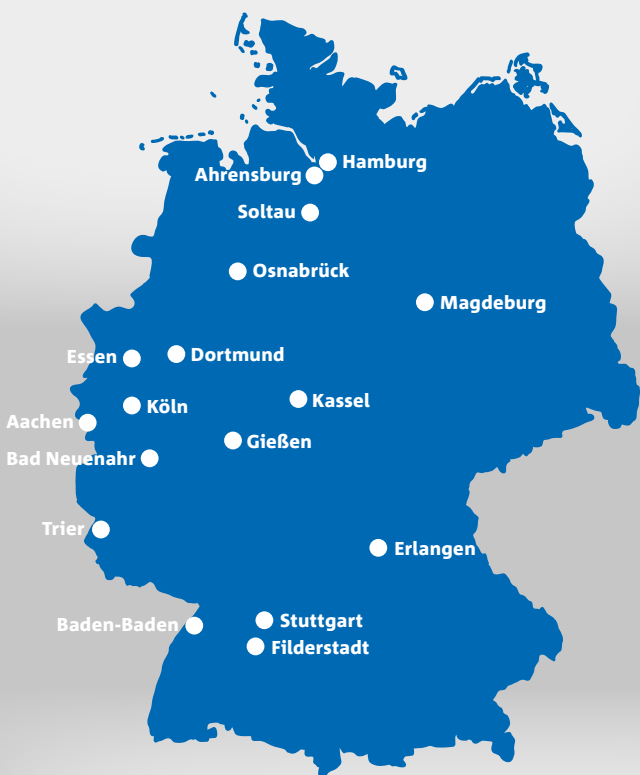 Hamburg
Ahrensburg
Soltau
Osnabrück
Magdeburg
Essen
Dortmund
Kassel
Köln
Aachen
Gießen
Bad Neuenahr
Trier
Erlangen
Stuttgart
Baden-Baden
Filderstadt